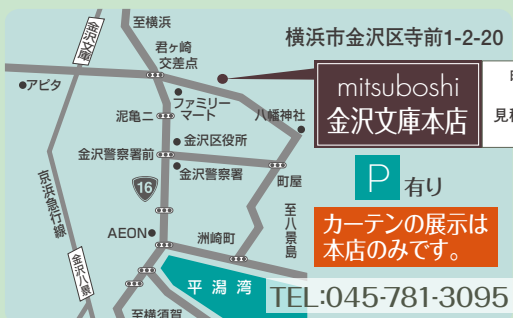 至横浜
金沢文庫
君ヶ崎
交差点
横浜市金沢区寺前1-2-20
アピタ
ファミリー
マート
泥亀二
八幡神社
mitsuboshi
金沢文庫本店
金沢区役所
金沢警察署前
金沢警察署
町屋
京浜急行線
16
至八景島
P 有り
カーテンの展示は
本店のみです。
AEON
洲崎町
金沢八景
平潟湾
至横須賀
TEL:045-781-3095